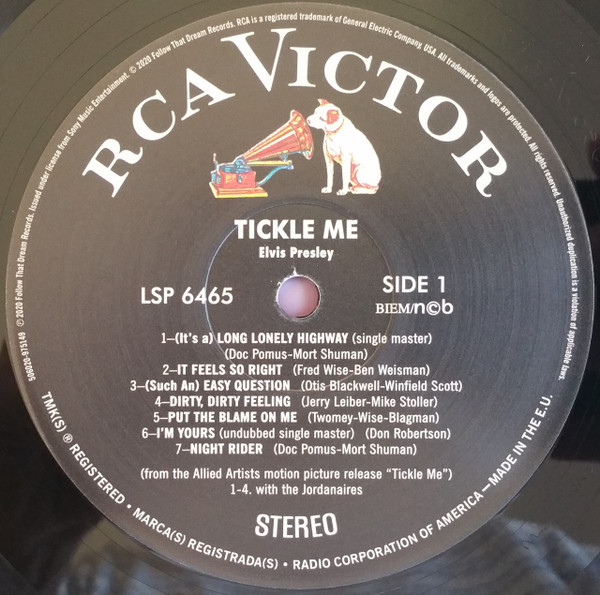 506020-975149 ℗ 2020 Follow That Dream Records. Issued under license from Sony Music Entertainment. © 2020 Follow That Dream Records. RCA is a registered trademark of General Electric Company, USA. All trademarks and logos are protected. All rights reserved. Unauthorized duplication is a violation of applicable laws.
RCA VICTOR
TICKLE ME
Elvis Presley
LSP 6465
SIDE 1
BIEM/n©b
1–(It's a) LONG LONELY HIGHWAY (single master)
(Doc Pomus-Mort Shuman)
2–IT FEELS SO RIGHT (Fred Wise-Ben Weisman)
3–(Such An) EASY QUESTION (Otis Blackwell-Winfield Scott)
4–DIRTY, DIRTY FEELING (Jerry Leiber-Mike Stoller)
5–PUT THE BLAME ON ME (Twomey-Wise-Blagman)
6–I'M YOURS (undubbed single master) (Don Robertson)
7–NIGHT RIDER (Doc Pomus-Mort Shuman)
(from the Allied Artists motion picture release “Tickle Me”)
1-4. with the Jordanaires
STEREO
TMK(S) ® REGISTERED • MARCA(S) REGISTRADA(S) • RADIO CORPORATION OF AMERICA – MADE IN THE E.U.